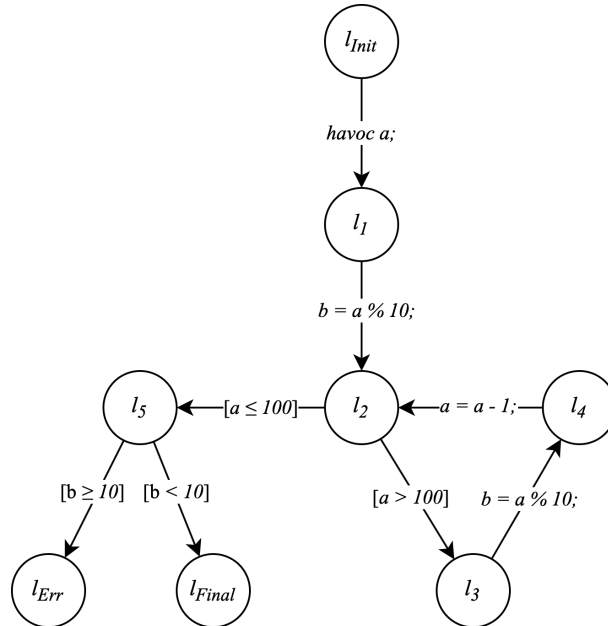 l_Init
havoc a;
l_1
b = a % 10;
l_5
[a ≤ 100]
l_2
a = a - 1;
l_4
[b ≥ 10]
[b < 10]
[a > 100]
b = a % 10;
l_Err
l_Final
l_3